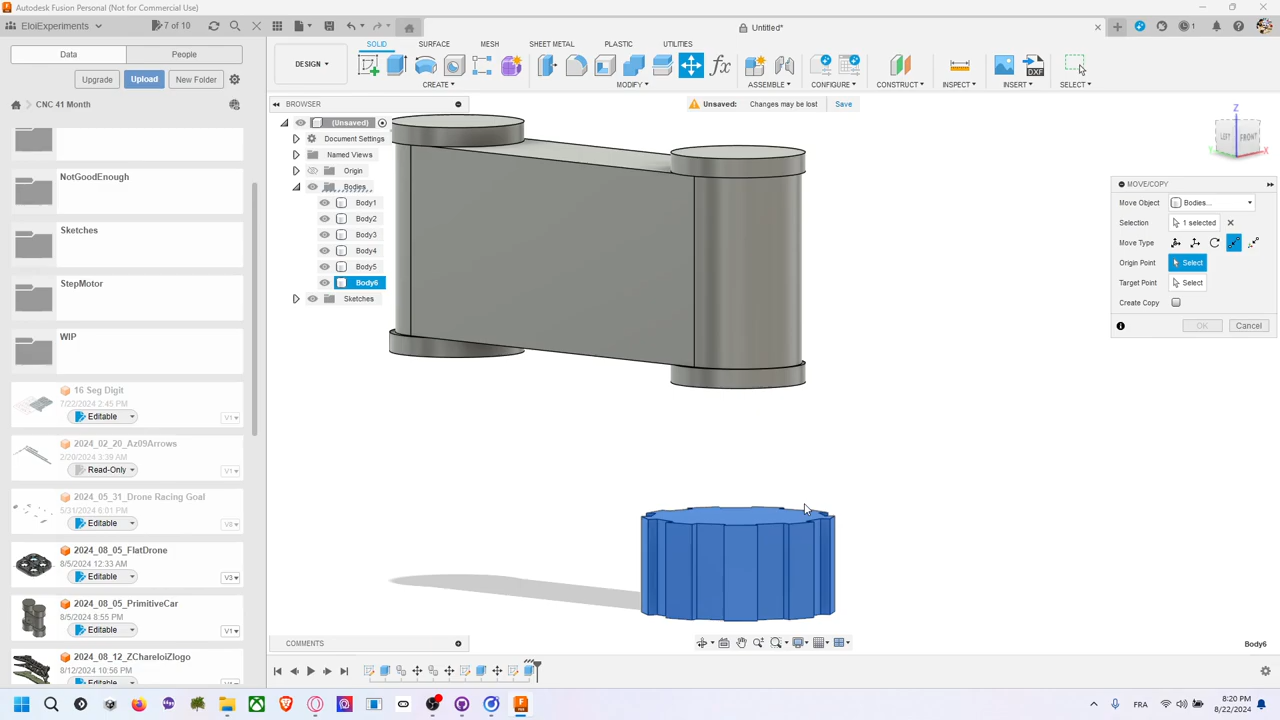 Autodesk Fusion Personal (Not for Commercial Use)
EloiExperiments
7 of 10
Untitled*
1
Data
People
Upgrade
Upload
New Folder
CNC 41 Month
NotGoodEnough
Sketches
StepMotor
WIP
16 Seg Digit
7/22/2024 2:45 PM
Editable
V1
2024_02_20_Az09Arrows
2/20/2024 3:39 AM
Read-Only
V1
2024_05_31_Drone Racing Goal
5/31/2024 6:01 PM
Editable
2024_08_05_FlatDrone
8/5/2024 12:33 AM
Editable
V3
2024_08_05_PrimitiveCar
8/5/2024 8:55 PM
Editable
V1
2024_08_12_ZChareloiZlogo
8/12/2024 10:56 PM
Editable
DESIGN
SOLID
SURFACE
MESH
SHEET METAL
PLASTIC
UTILITIES
CREATE
MODIFY
ASSEMBLE
CONFIGURE
CONSTRUCT
INSPECT
INSERT
SELECT
DXF
BROWSER
Unsaved:
Changes may be lost
Save
(Unsaved)
Document Settings
Named Views
Origin
Bodies
Body1
Body2
Body3
Body4
Body5
Body6
Sketches
Z
LEFT
FRONT
X
MOVE/COPY
Move Object
Bodies...
Selection
1 selected
Move Type
Origin Point
Select
Target Point
Select
Create Copy
OK
Cancel
COMMENTS
Body6
FRA
8:20 PM
8/22/2024